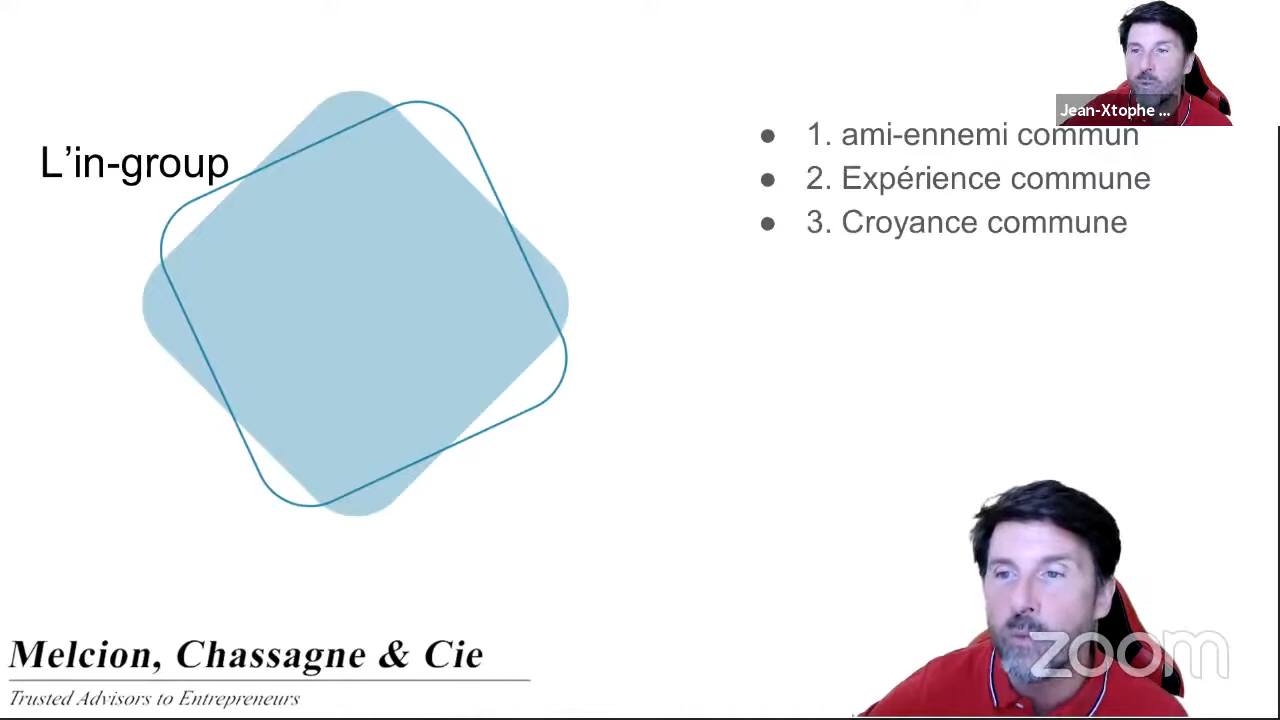 Jean-Xtophe ...
L’in-group
● 1. ami-ennemi commun
● 2. Expérience commune
● 3. Croyance commune
Melcion, Chassagne & Cie
Trusted Advisors to Entrepreneurs
zoom